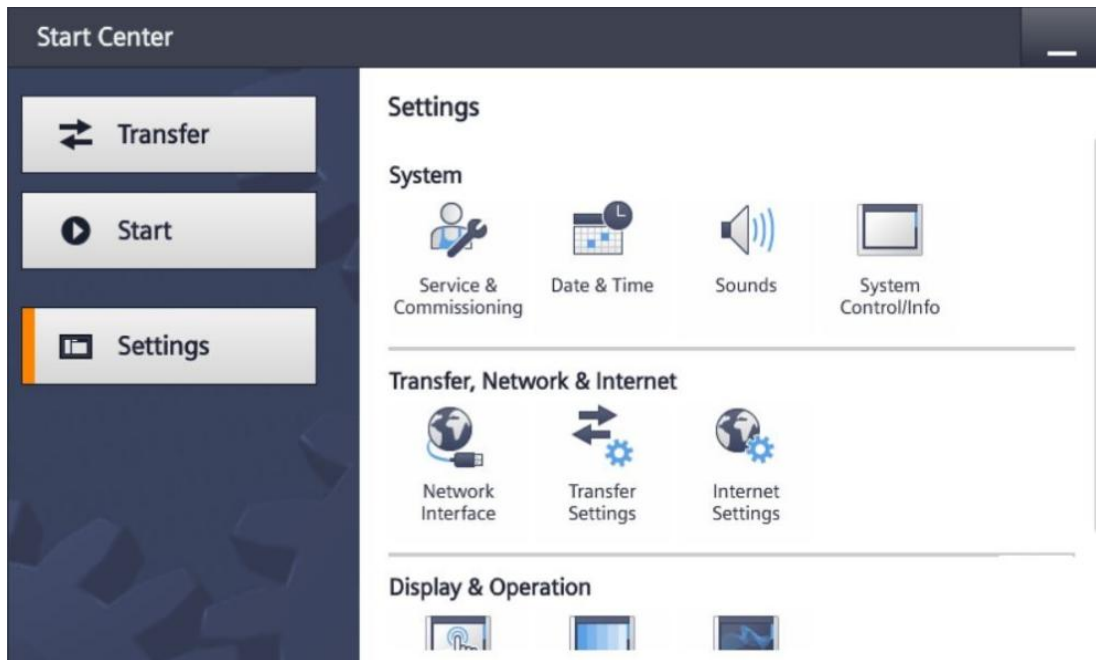 Start Center
Transfer
Start
Settings
Settings
System
Service &
Commissioning
Date & Time
Sounds
System
Control/Info
Transfer, Network & Internet
Network
Interface
Transfer
Settings
Internet
Settings
Display & Operation